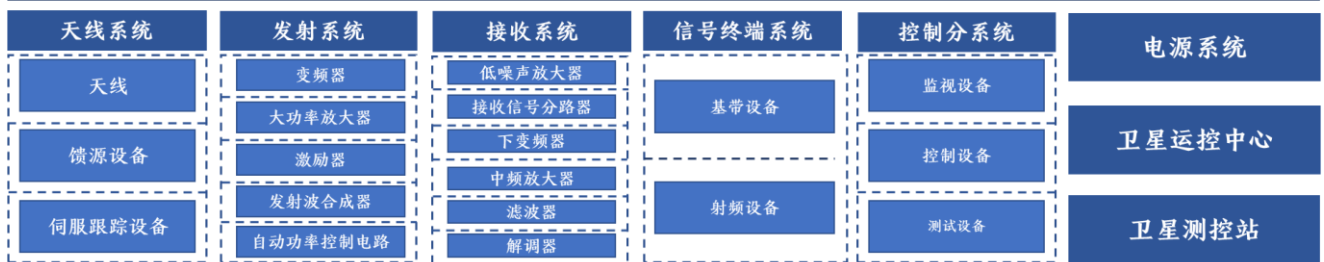 天线系统
天线
馈源设备
伺服跟踪设备
发射系统
变频器
大功率放大器
激励器
发射波合成器
自动功率控制电路
接收系统
低噪声放大器
接收信号分路器
下变频器
中频放大器
滤波器
解调器
信号终端系统
基带设备
射频设备
控制分系统
监视设备
控制设备
测试设备
电源系统
卫星运控中心
卫星测控站